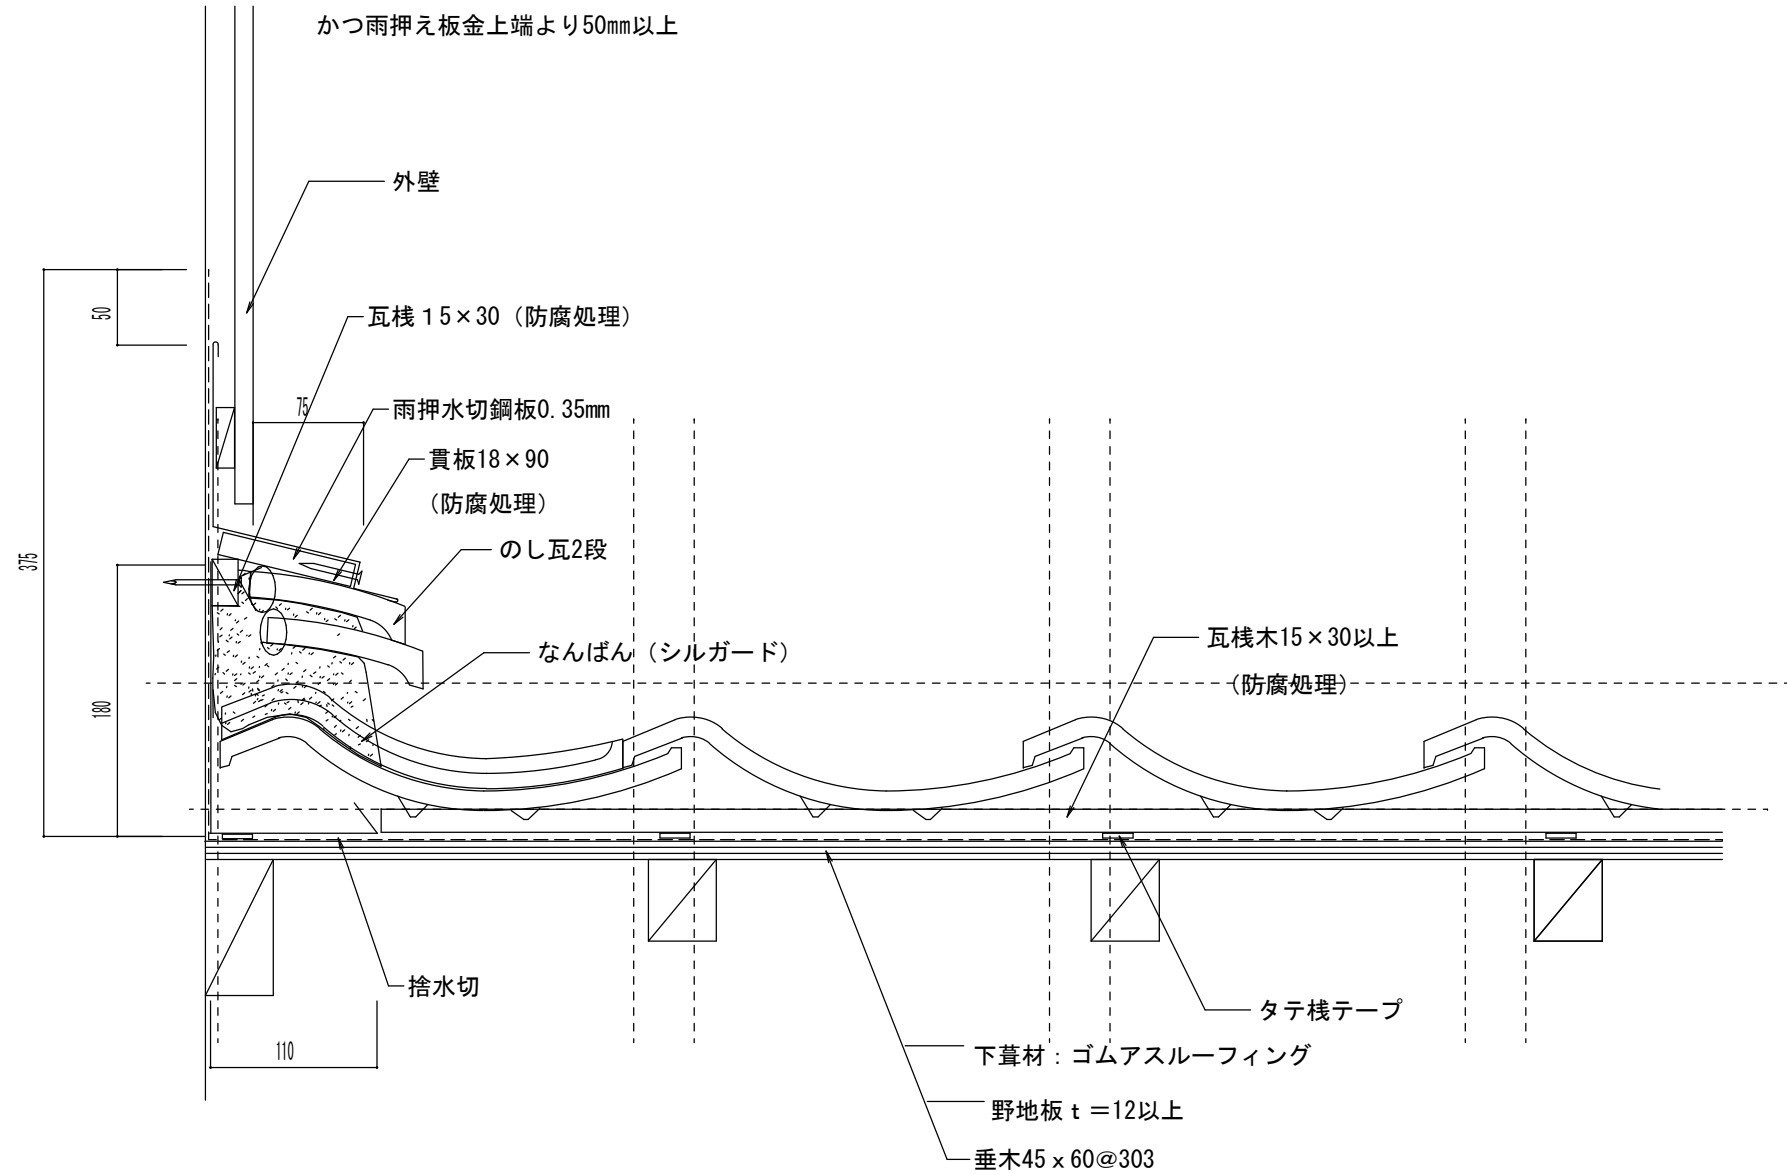 かつ雨押え板金上端より50mm以上
外壁
50
瓦桟15×30（防腐処理）
75
雨押水切鋼板0.35mm
貫板18×90
（防腐処理）
のし瓦2段
375
なんばん（シルガード）
瓦桟木15×30以上
（防腐処理）
180
捨水切
タテ桟テープ
110
下葺材：ゴムアスルーフィング
野地板ｔ＝12以上
垂木45ｘ60@303